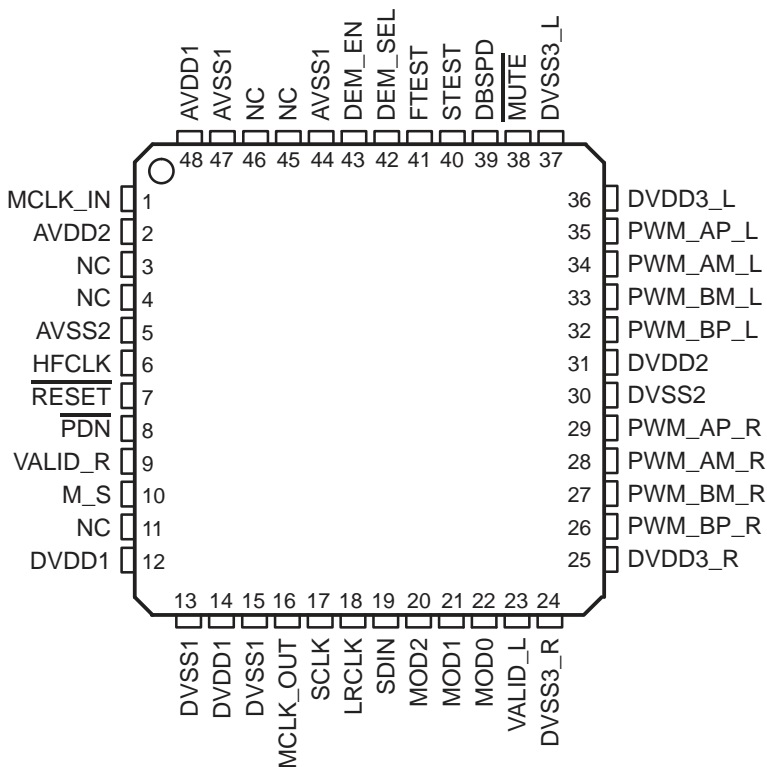 AVDD1
AVSS1
NC
NC
AVSS1
DEM_EN
DEM_SEL
FTEST
STEST
DBSPD
MUTE
DVSS3_L
48 47 46 45 44 43 42 41 40 39 38 37
MCLK_IN 1
AVDD2 2
NC 3
NC 4
AVSS2 5
HFCLK 6
RESET 7
PDN 8
VALID_R 9
M_S 10
NC 11
DVDD1 12
36 DVDD3_L
35 PWM_AP_L
34 PWM_AM_L
33 PWM_BM_L
32 PWM_BP_L
31 DVDD2
30 DVSS2
29 PWM_AP_R
28 PWM_AM_R
27 PWM_BM_R
26 PWM_BP_R
25 DVDD3_R
13 14 15 16 17 18 19 20 21 22 23 24
DVSS1
DVDD1
DVSS1
MCLK_OUT
SCLK
LRCLK
SDIN
MOD2
MOD1
MOD0
VALID_L
DVSS3_R